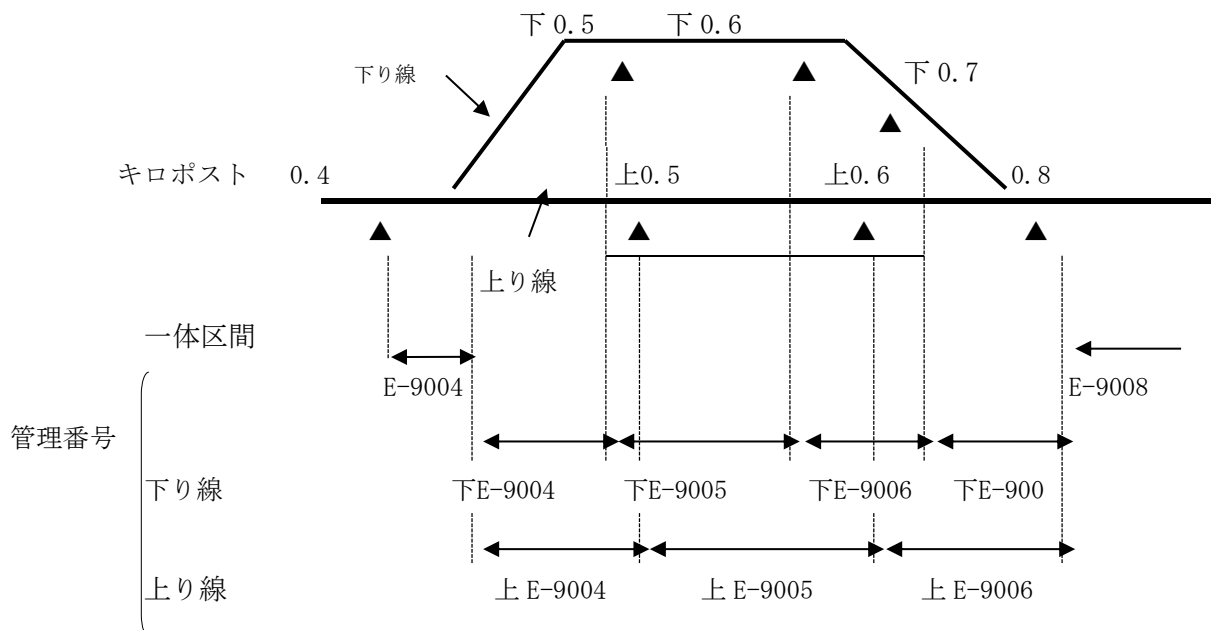 下 0.5 下 0.6
下り線 下 0.7
キロポスト 0.4 上0.5 上0.6 0.8
上り線
一体区間
E-9004 E-9008
管理番号
下り線 下E-9004 下E-9005 下E-9006 下E-900
上り線 上 E-9004 上 E-9005 上 E-9006